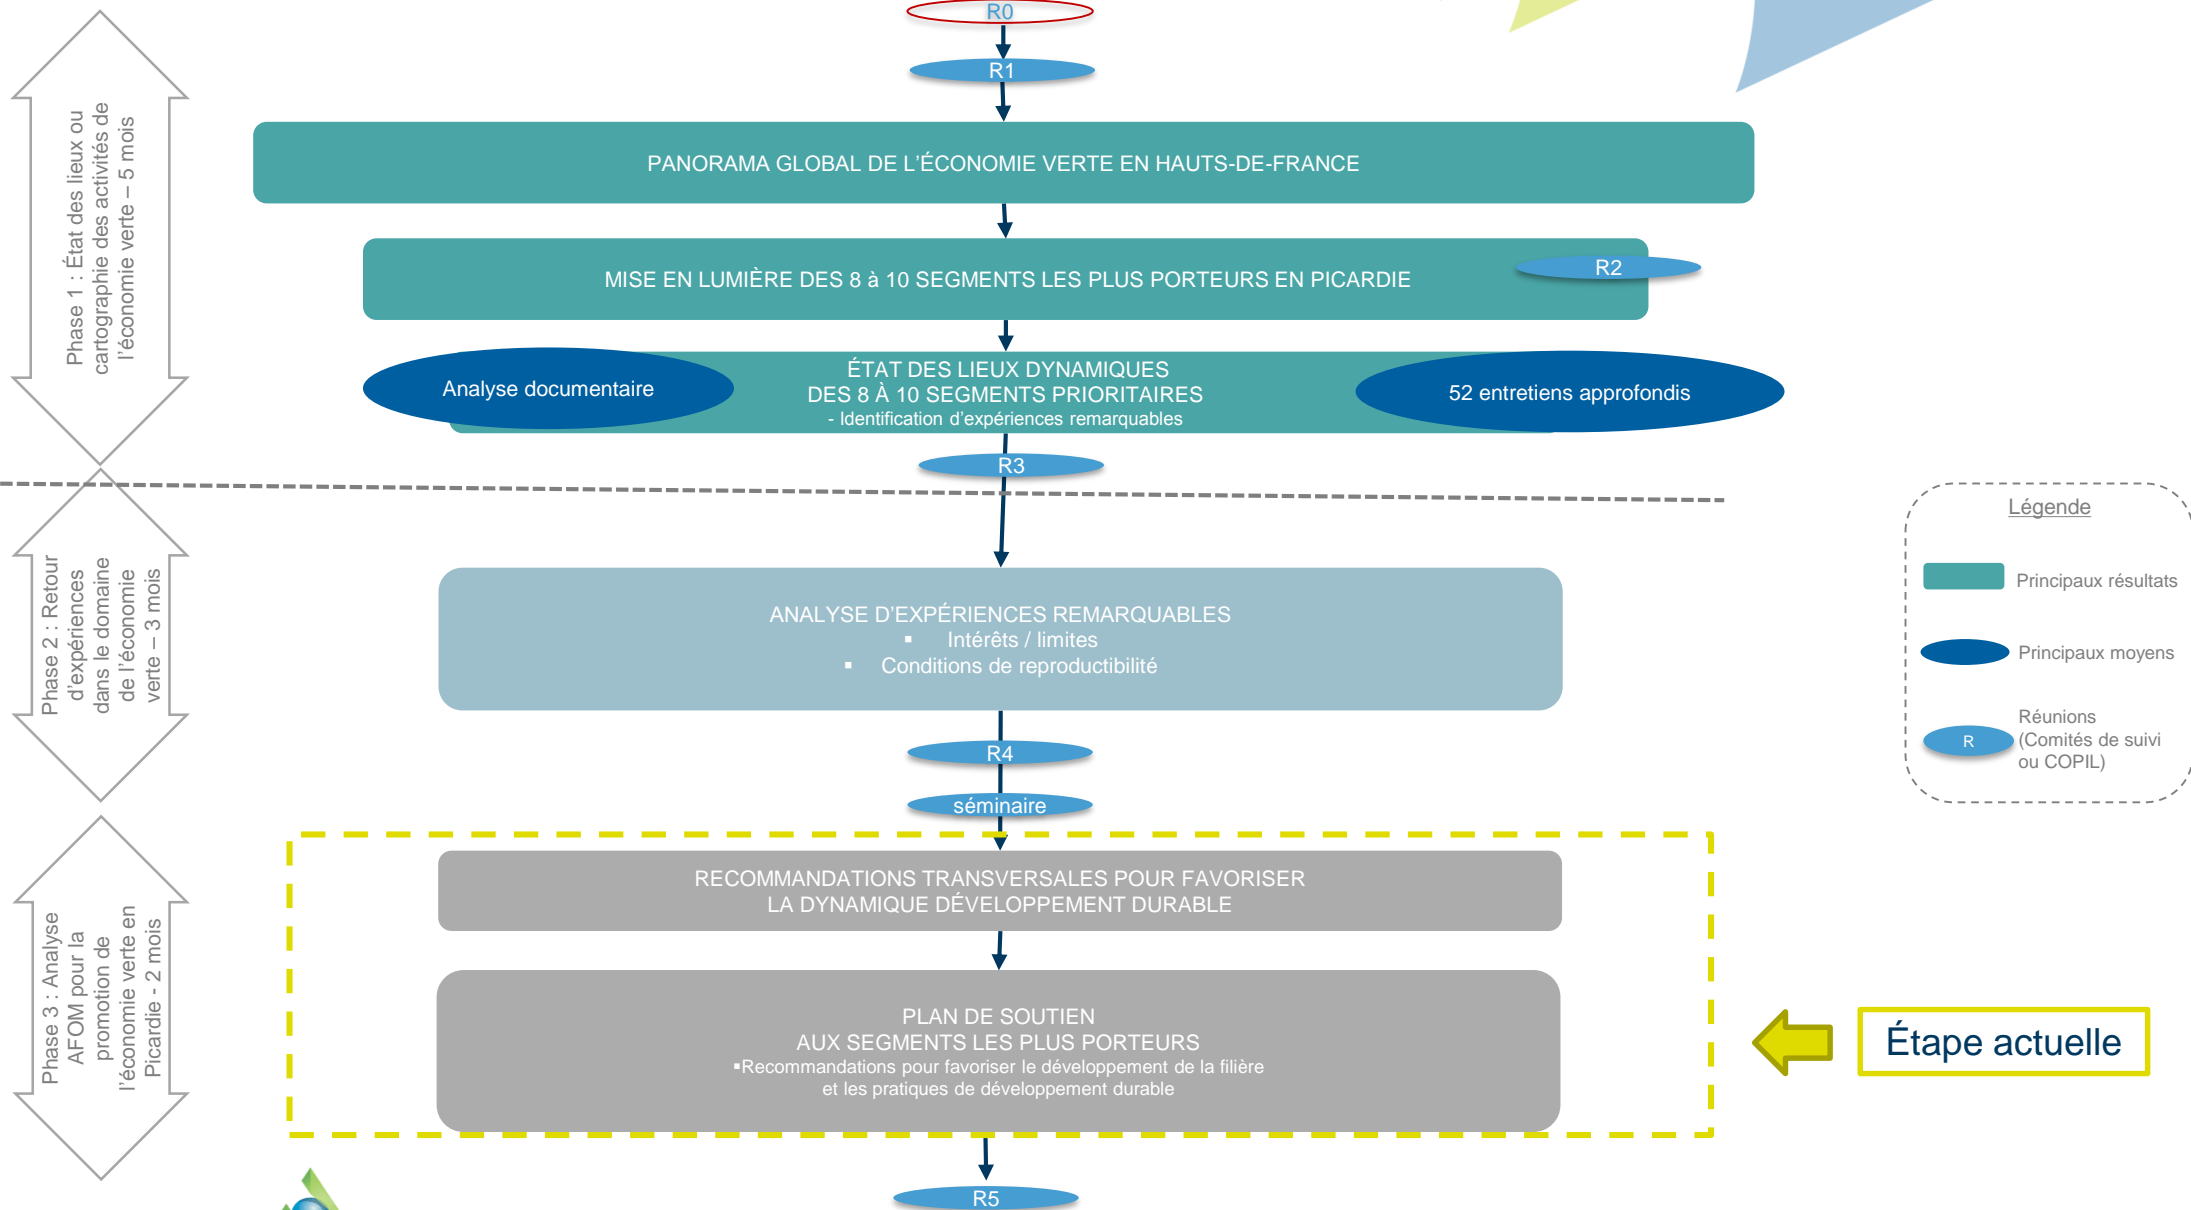 R0
R1
Phase 1 : État des lieux ou
cartographie des activités de
l'économie verte – 5 mois
PANORAMA GLOBAL DE L'ÉCONOMIE VERTE EN HAUTS-DE-FRANCE
MISE EN LUMIÈRE DES 8 à 10 SEGMENTS LES PLUS PORTEURS EN PICARDIE
R2
Analyse documentaire
ÉTAT DES LIEUX DYNAMIQUES
DES 8 À 10 SEGMENTS PRIORITAIRES
- Identification d'expériences remarquables
52 entretiens approfondis
R3
Phase 2 : Retour
d'expériences
dans le domaine
de l'économie
verte – 3 mois
ANALYSE D'EXPÉRIENCES REMARQUABLES
▪ Intérêts / limites
▪ Conditions de reproductibilité
Légende
Principaux résultats
Principaux moyens
R
Réunions
(Comités de suivi
ou COPIL)
R4
séminaire
Phase 3 : Analyse
AFOM pour la
promotion de
l'économie verte en
Picardie - 2 mois
RECOMMANDATIONS TRANSVERSALES POUR FAVORISER
LA DYNAMIQUE DÉVELOPPEMENT DURABLE
PLAN DE SOUTIEN
AUX SEGMENTS LES PLUS PORTEURS
▪Recommandations pour favoriser le développement de la filière
et les pratiques de développement durable
Étape actuelle
R5